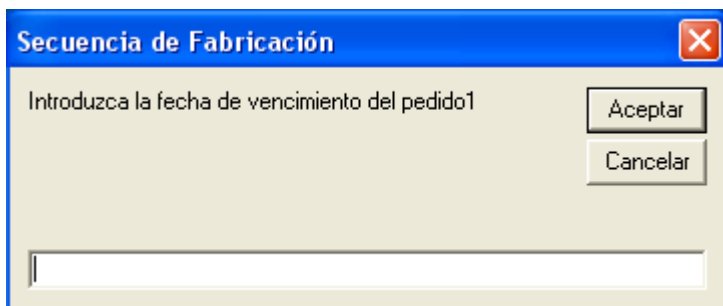 Secuencia de Fabricación
Introduzca la fecha de vencimiento del pedido1
Aceptar
Cancelar